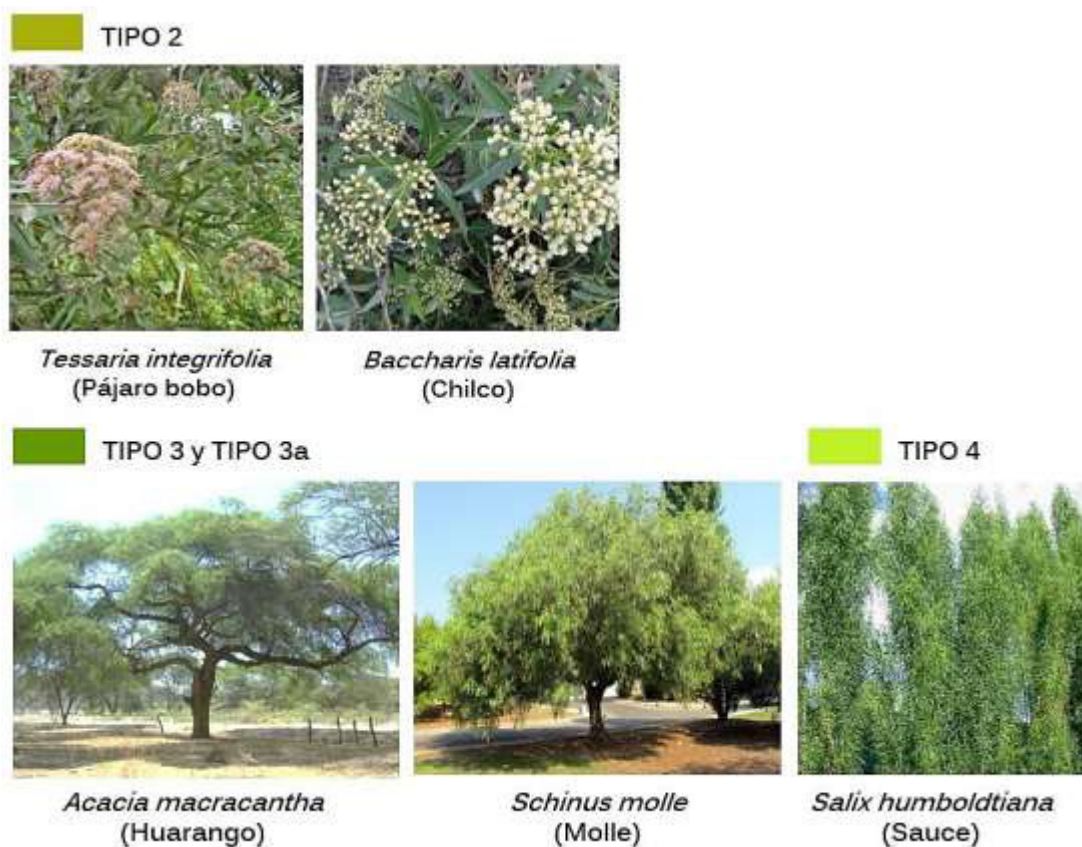 TIPO 2
Tessaria integrifolia
(Pájaro bobo)
Baccharis latifolia
(Chilco)
TIPO 3 y TIPO 3a
TIPO 4
Acacia macracantha
(Huarango)
Schinus molle
(Molle)
Salix humboldtiana
(Sauce)